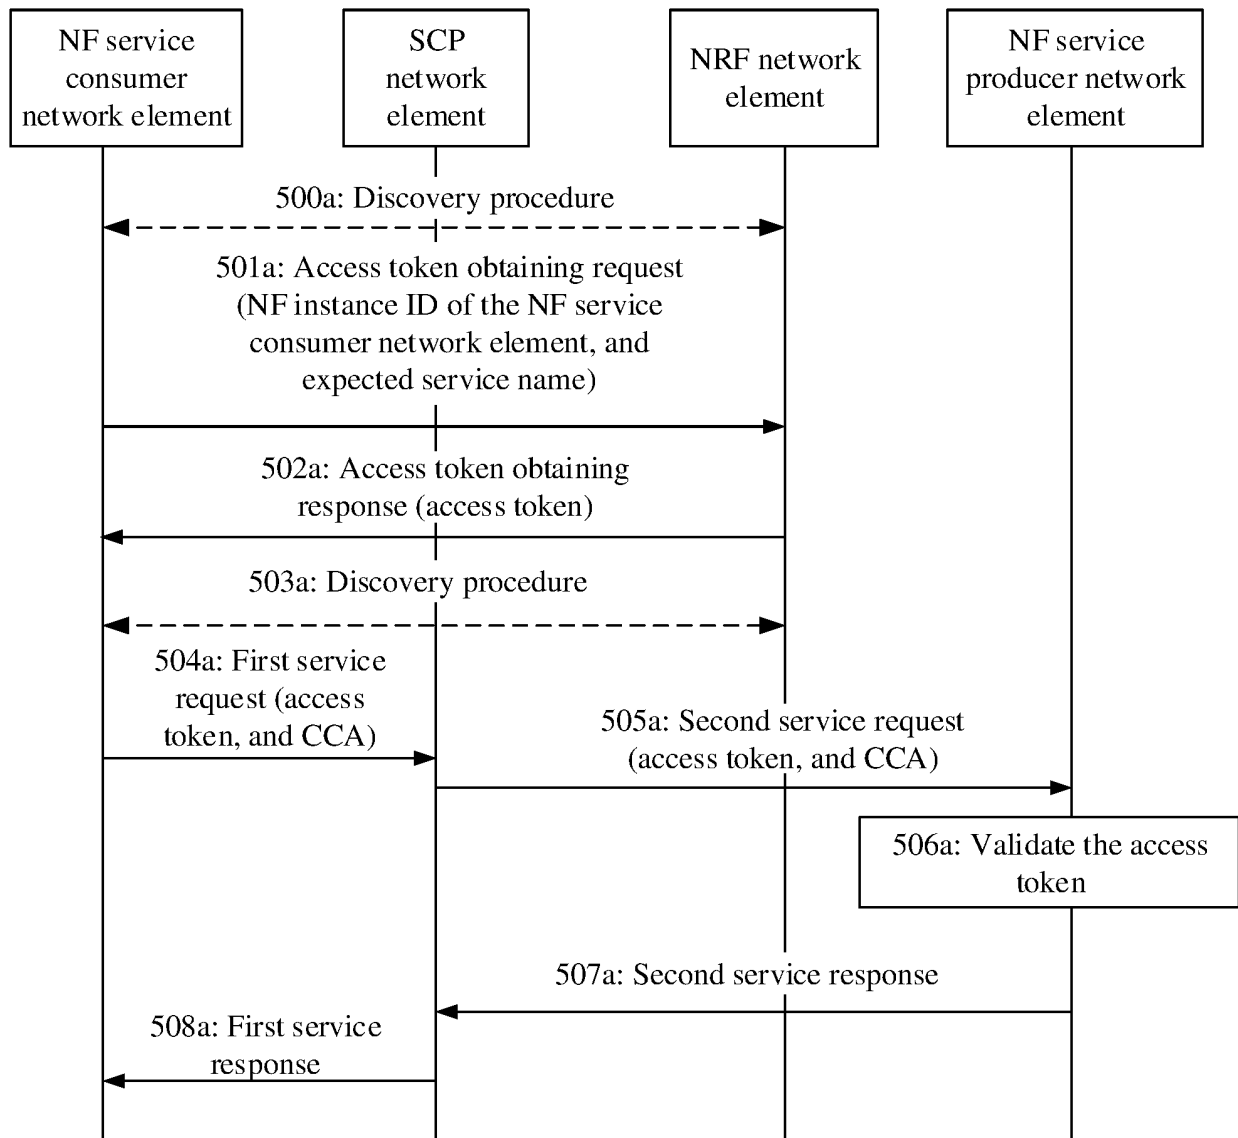 NF service
consumer
network element
SCP
network
element
NRF network
element
NF service
producer network
element
500a: Discovery procedure
501a: Access token obtaining request
(NF instance ID of the NF service
consumer network element, and
expected service name)
502a: Access token obtaining
response (access token)
503a: Discovery procedure
504a: First service
request (access
token, and CCA)
505a: Second service request
(access token, and CCA)
506a: Validate the access
token
507a: Second service response
508a: First service
response